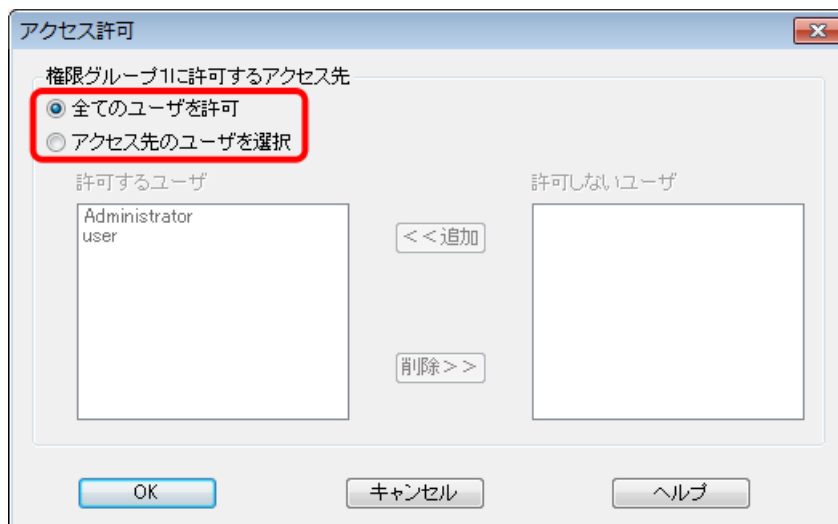 アクセス許可
権限グループ1に許可するアクセス先
全てのユーザを許可
アクセス先のユーザを選択
許可するユーザ
許可しないユーザ
Administrator
user
<<追加
削除>>
OK
キャンセル
ヘルプ